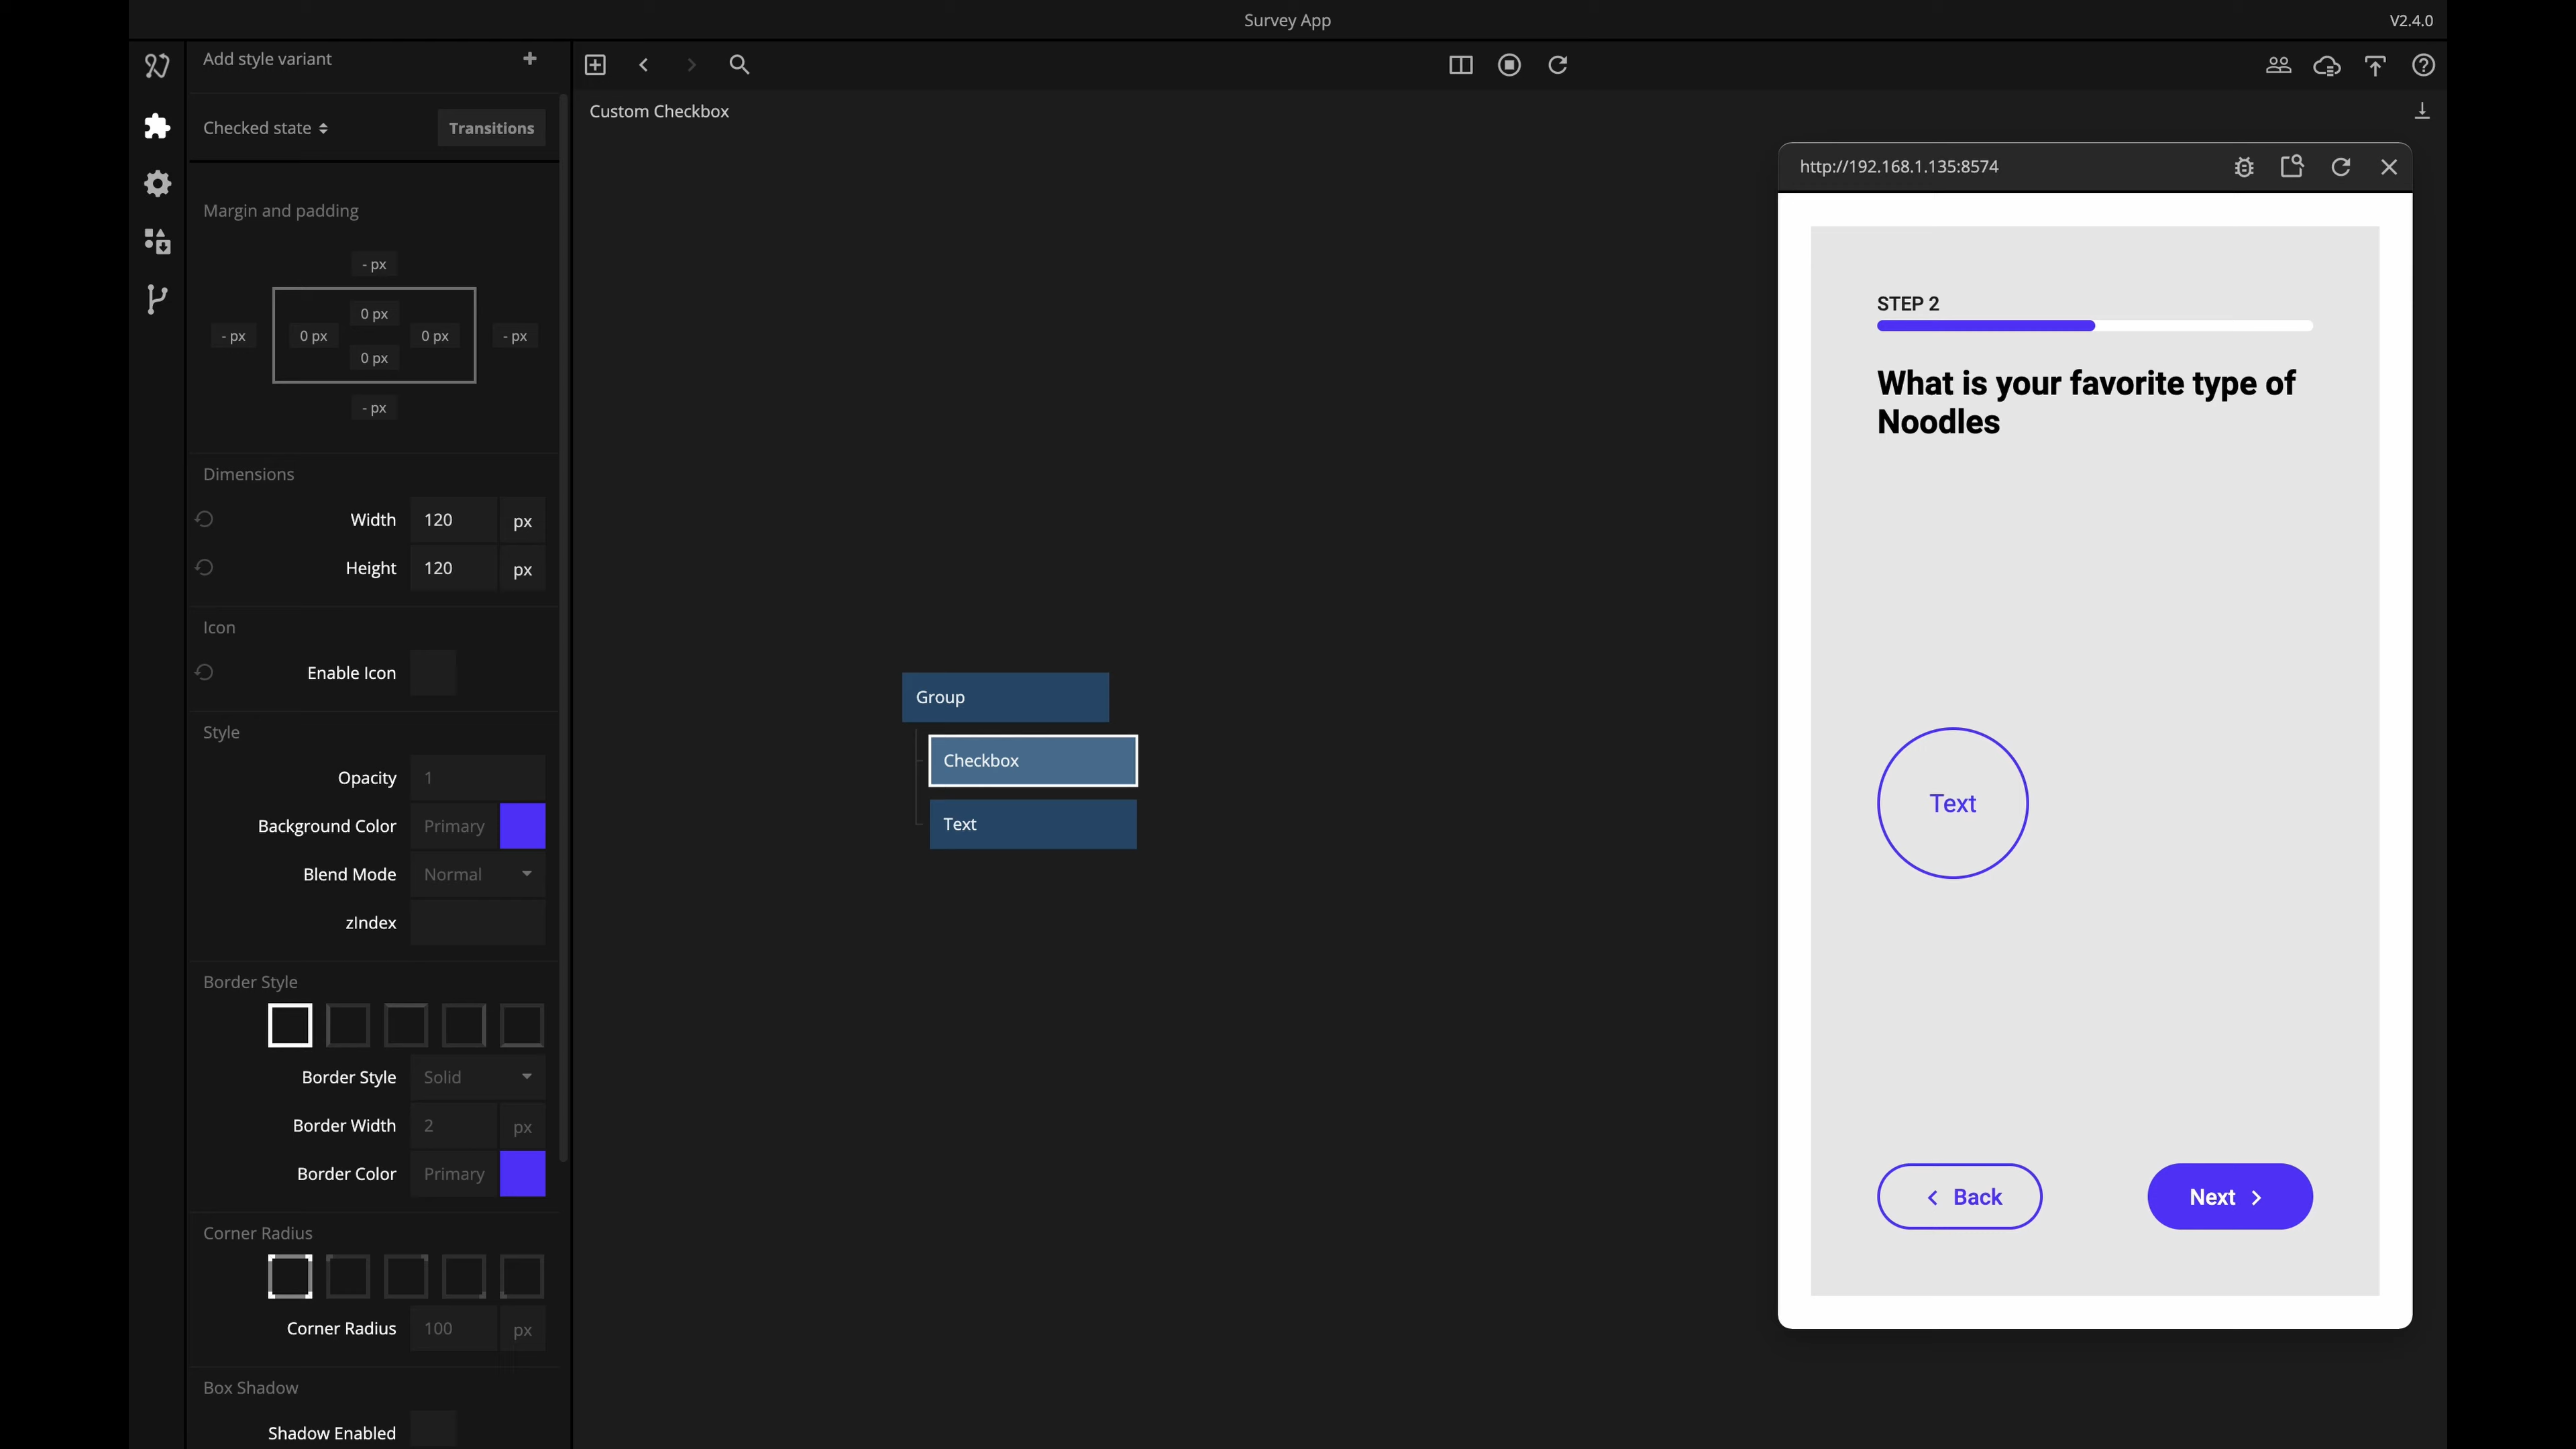 Survey App
V2.4.0
Add style variant
Checked state
Transitions
Custom Checkbox
Margin and padding
- px
0 px
- px
0 px
0 px
- px
0 px
- px
Dimensions
Width 120 px
Height 120 px
Icon
Enable Icon
Style
Opacity 1
Background Color Primary
Blend Mode Normal
zIndex
Border Style
Border Style Solid
Border Width 2 px
Border Color Primary
Corner Radius
Corner Radius 100 px
Box Shadow
Shadow Enabled
Group
Checkbox
Text
http://192.168.1.135:8574
STEP 2
What is your favorite type of
Noodles
Text
Back
Next